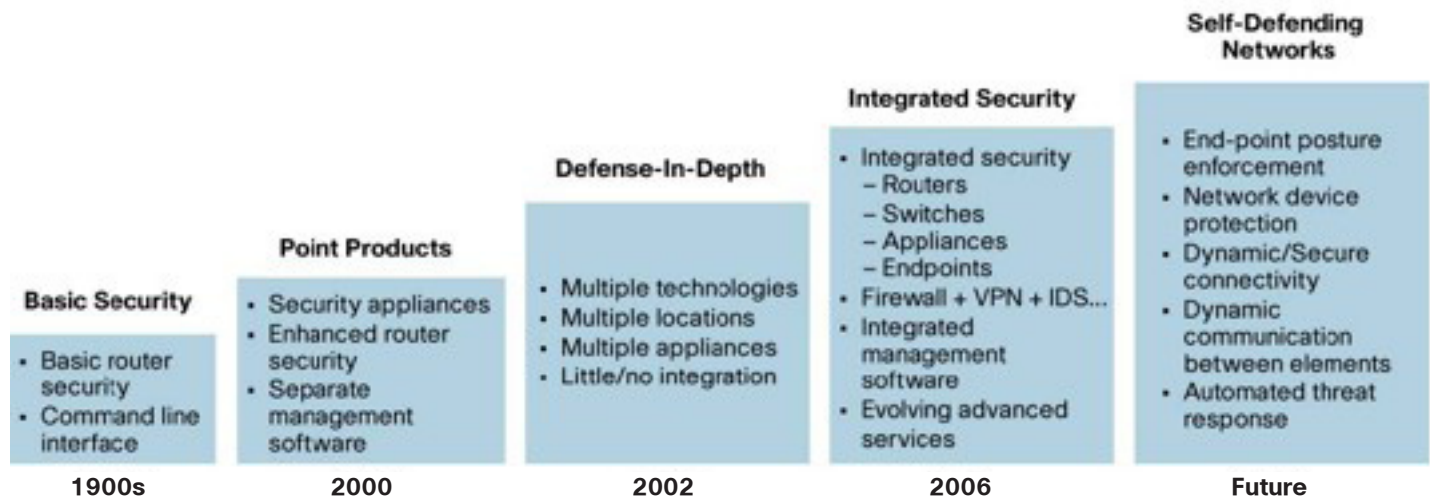 Basic Security
• Basic router
security
• Command line
interface
1900s
Point Products
• Security appliances
• Enhanced router
security
• Separate
management
software
2000
Defense-In-Depth
• Multiple technologies
• Multiple locations
• Multiple appliances
• Little/no integration
2002
Integrated Security
• Integrated security
– Routers
– Switches
– Appliances
– Endpoints
• Firewall + VPN + IDS...
• Integrated
management
software
• Evolving advanced
services
2006
Self-Defending
Networks
• End-point posture
enforcement
• Network device
protection
• Dynamic/Secure
connectivity
• Dynamic
communication
between elements
• Automated threat
response
Future